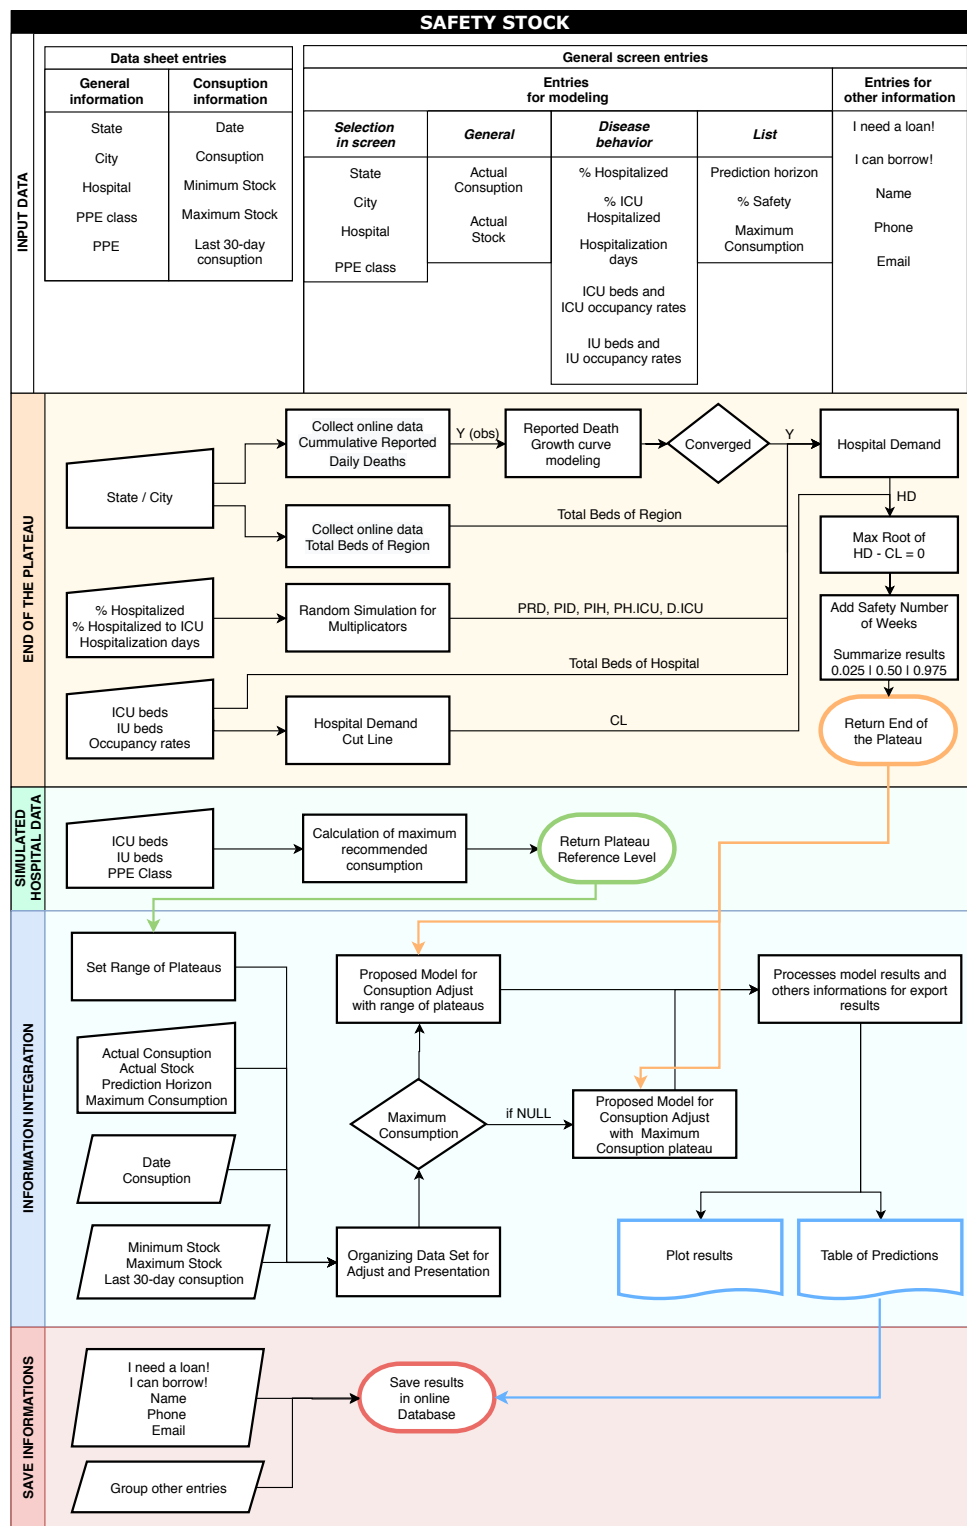 SAFETY STOCK
INPUT DATA
Data sheet entries
General
information
State
City
Hospital
PPE class
PPE
Consuption
information
Date
Consuption
Minimum Stock
Maximum Stock
Last 30-day
consuption
General screen entries
Entries
for modeling
Selection
in screen
State
City
Hospital
PPE class
General
Actual
Consuption
Actual
Stock
Disease
behavior
% Hospitalized
% ICU
Hospitalized
Hospitalization
days
ICU beds and
ICU occupancy rates
IU beds and
IU occupancy rates
List
Prediction horizon
% Safety
Maximum
Consumption
Entries for
other information
I need a loan!
I can borrow!
Name
Phone
Email
END OF THE PLATEAU
State / City
Collect online data
Cummulative Reported
Daily Deaths
Y (obs)
Reported Death
Growth curve
modeling
Converged
Y
Hospital Demand
HD
Collect online data
Total Beds of Region
Total Beds of Region
Max Root of
HD - CL = 0
% Hospitalized
% Hospitalized to ICU
Hospitalization days
Random Simulation for
Multiplicators
PRD, PID, PIH, PH.ICU, D.ICU
Add Safety Number
of Weeks
Summarize results
0.025 | 0.50 | 0.975
Total Beds of Hospital
ICU beds
IU beds
Occupancy rates
Hospital Demand
Cut Line
CL
Return End of
the Plateau
SIMULATED
HOSPITAL DATA
ICU beds
IU beds
PPE Class
Calculation of maximum
recommended
consumption
Return Plateau
Reference Level
INFORMATION INTEGRATION
Set Range of Plateaus
Proposed Model for
Consuption Adjust
with range of plateaus
Processes model results and
others informations for export
results
Actual Consuption
Actual Stock
Prediction Horizon
Maximum Consumption
Maximum
Consumption
if NULL
Proposed Model for
Consuption Adjust
with Maximum
Consuption plateau
Date
Consuption
Minimum Stock
Maximum Stock
Last 30-day consuption
Organizing Data Set for
Adjust and Presentation
Plot results
Table of Predictions
SAVE INFORMATIONS
I need a loan!
I can borrow!
Name
Phone
Email
Save results
in online
Database
Group other entries